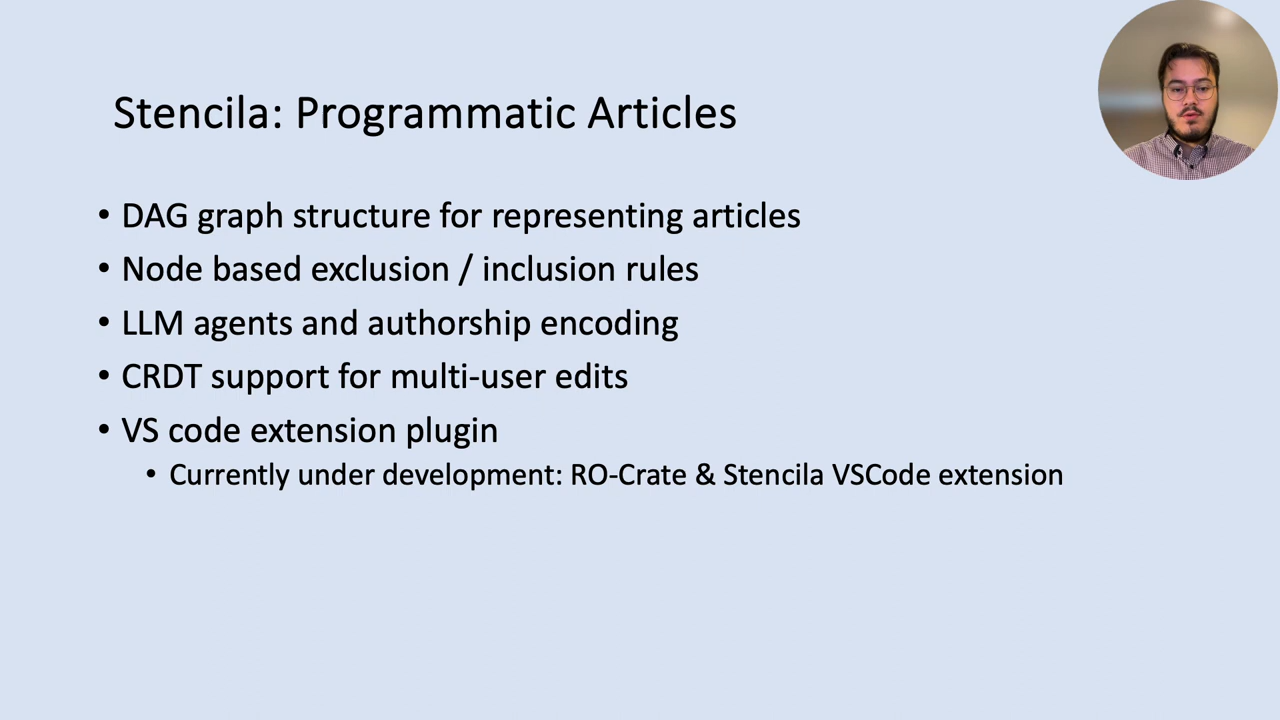 Stencila: Programmatic Articles
• DAG graph structure for representing articles
• Node based exclusion / inclusion rules
• LLM agents and authorship encoding
• CRDT support for multi-user edits
• VS code extension plugin
• Currently under development: RO-Crate & Stencila VSCode extension